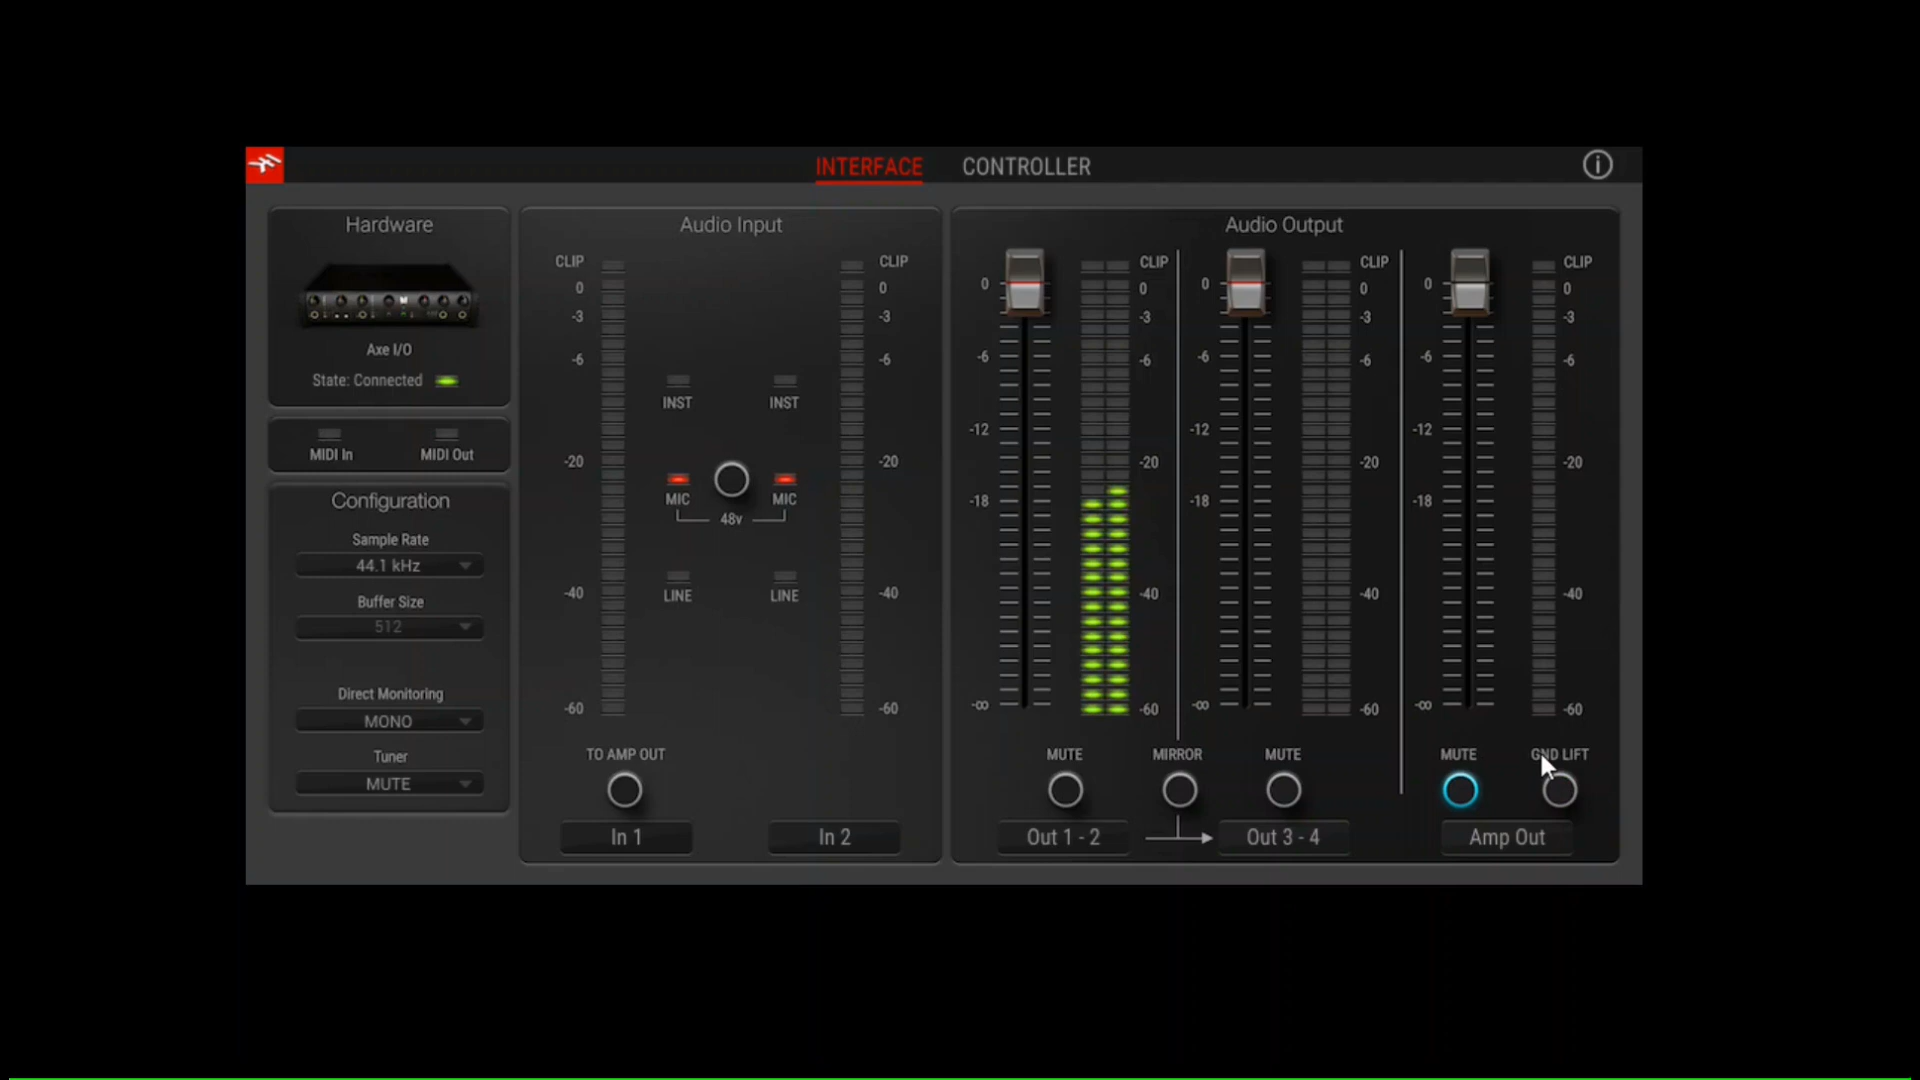 INTERFACE CONTROLLER
Hardware
Axe I/O
State: Connected
MIDI In MIDI Out
Configuration
Sample Rate
44.1 kHz
Buffer Size
512
Direct Monitoring
MONO
Tuner
MUTE
Audio Input
CLIP CLIP
0 0
-3 -3
-6 -6
INST INST
-20 -20
MIC MIC
48v
-40 -40
LINE LINE
-60 -60
TO AMP OUT
In 1 In 2
Audio Output
CLIP CLIP CLIP
0 0 0 0 0 0
-3 -3 -3
-6 -6 -6 -6 -6 -6
-12 -12 -12
-20 -20 -20
-18 -18 -18
-40 -40 -40
-∞ -60 -∞ -60 -∞ -60
MUTE MIRROR MUTE MUTE GND LIFT
Out 1 - 2 Out 3 - 4 Amp Out